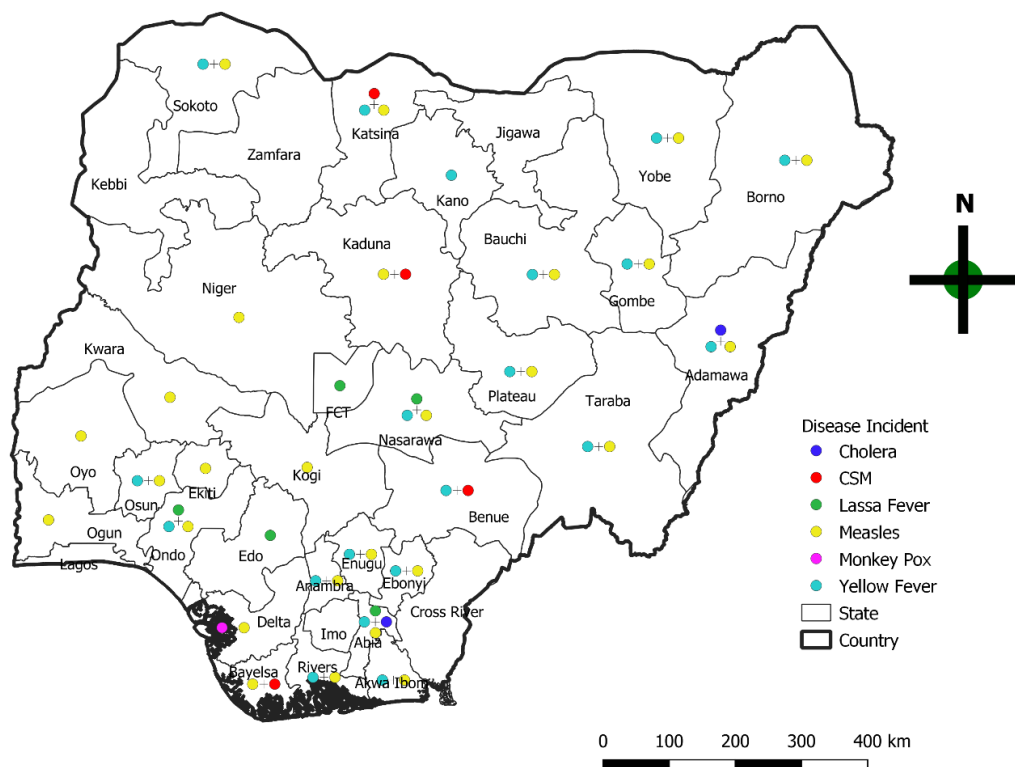 Sokoto
Katsina
Jigawa
Zamfara
Kebbi
Kano
Yobe
Borno
Kaduna
Bauchi
Niger
Gombe
Kwara
Adamawa
Plateau
Taraba
FCT
Nasarawa
Oyo
Kogi
Osun
Ekiti
Benue
Ogun
Ondo
Edo
Lagos
Enugu
Anambra
Ebonyi
Cross River
Delta
Imo
Abia
Bayelsa
Rivers
Akwa Ibom
N
Disease Incident
Cholera
CSM
Lassa Fever
Measles
Monkey Pox
Yellow Fever
State
Country
0 100 200 300 400 km